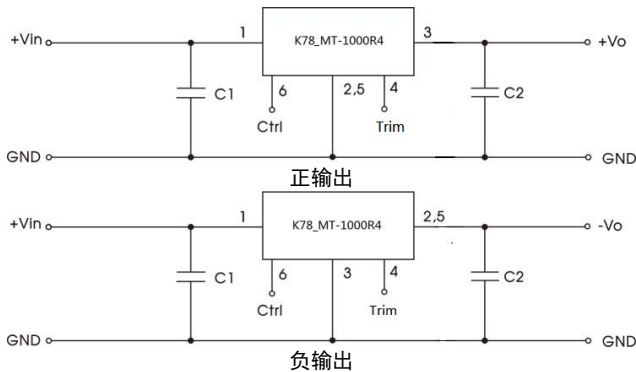 +Vin 1 K78_MT-1000R4 3 +Vo
C1 6 2,5 4 C2
Ctrl Trim
GND GND
正输出
+Vin 1 K78_MT-1000R4 2,5 -Vo
C1 6 3 4 C2
Ctrl Trim
GND GND
负输出